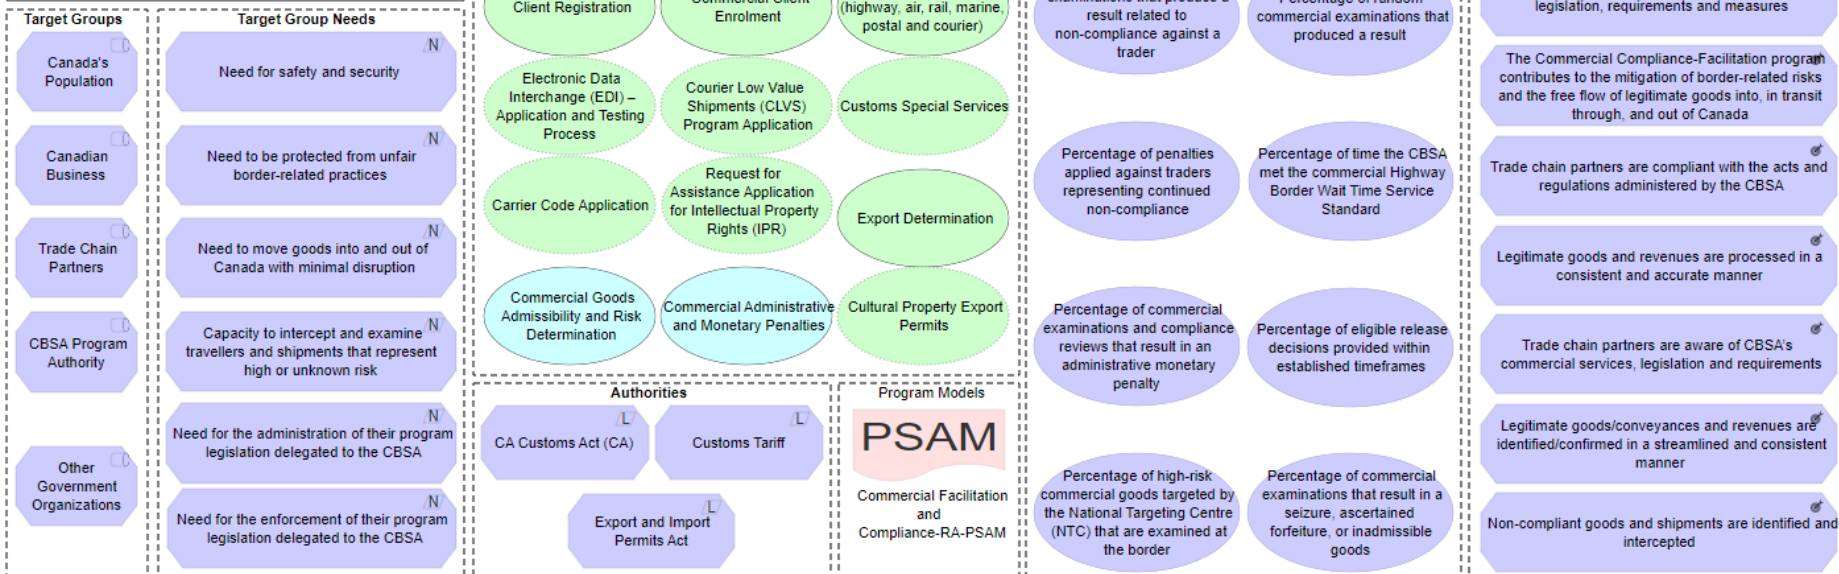 Target Groups
Canada's
Population
Canadian
Business
Trade Chain
Partners
CBSA Program
Authority
Other
Government
Organizations
Target Group Needs
N
Need for safety and security
N
Need to be protected from unfair
border-related practices
N
Need to move goods into and out of
Canada with minimal disruption
N
Capacity to intercept and examine
travellers and shipments that represent
high or unknown risk
N
Need for the administration of their program
legislation delegated to the CBSA
N
Need for the enforcement of their program
legislation delegated to the CBSA
Client Registration
Commercial Client
Enrolment
(highway, air, rail, marine,
postal and courier)
Electronic Data
Interchange (EDI) –
Application and Testing
Process
Courier Low Value
Shipments (CLVS)
Program Application
Customs Special Services
Carrier Code Application
Request for
Assistance Application
for Intellectual Property
Rights (IPR)
Export Determination
Commercial Goods
Admissibility and Risk
Determination
Commercial Administrative
and Monetary Penalties
Cultural Property Export
Permits
Authorities
L
CA Customs Act (CA)
L
Customs Tariff
L
Export and Import
Permits Act
Program Models
PSAM
Commercial Facilitation
and
Compliance-RA-PSAM
examinations that produce a
result related to
non-compliance against a
trader
Percentage of random
commercial examinations that
produced a result
Percentage of penalties
applied against traders
representing continued
non-compliance
Percentage of time the CBSA
met the commercial Highway
Border Wait Time Service
Standard
Percentage of commercial
examinations and compliance
reviews that result in an
administrative monetary
penalty
Percentage of eligible release
decisions provided within
established timeframes
Percentage of high-risk
commercial goods targeted by
the National Targeting Centre
(NTC) that are examined at
the border
Percentage of commercial
examinations that result in a
seizure, ascertained
forfeiture, or inadmissible
goods
legislation, requirements and measures
The Commercial Compliance-Facilitation program
contributes to the mitigation of border-related risks
and the free flow of legitimate goods into, in transit
through, and out of Canada
Trade chain partners are compliant with the acts and
regulations administered by the CBSA
Legitimate goods and revenues are processed in a
consistent and accurate manner
Trade chain partners are aware of CBSA's
commercial services, legislation and requirements
Legitimate goods/conveyances and revenues are
identified/confirmed in a streamlined and consistent
manner
Non-compliant goods and shipments are identified and
intercepted